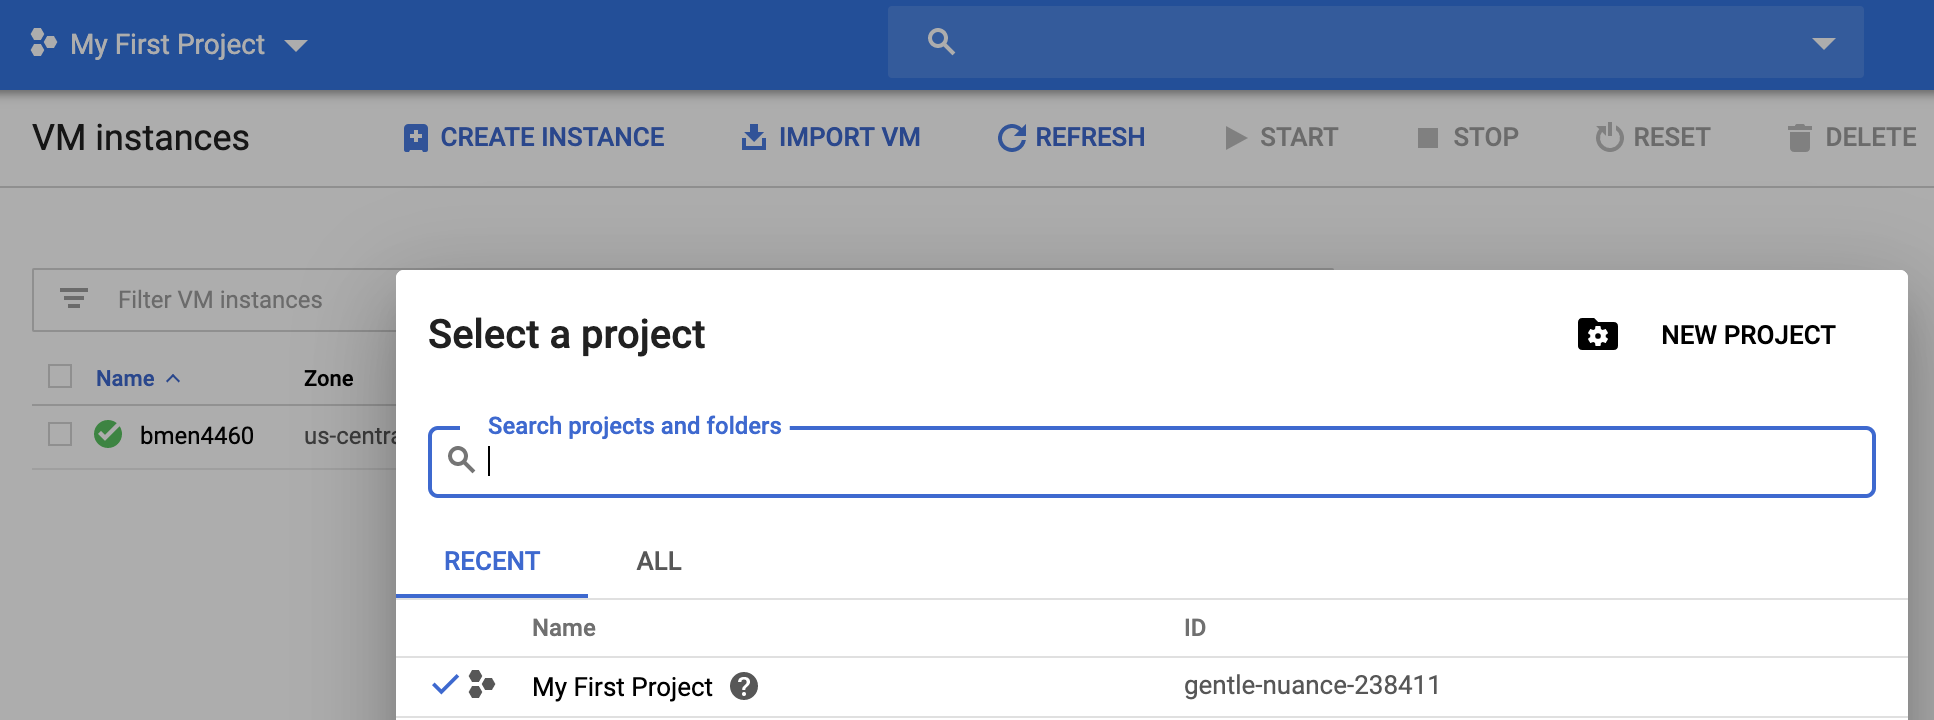 My First Project
VM instances CREATE INSTANCE IMPORT VM REFRESH START STOP RESET DELETE
Filter VM instances
Name Zone
bmen4460
Select a project NEW PROJECT
Search projects and folders
RECENT ALL
Name ID
My First Project gentle-nuance-238411